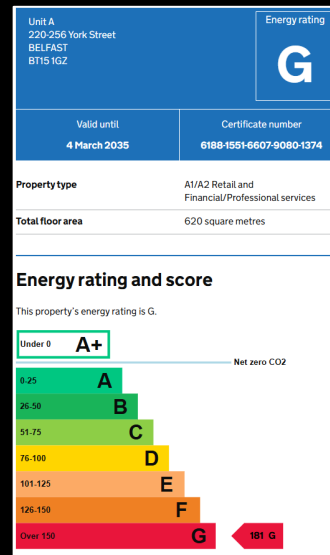 Unit A
220-256 York Street
BELFAST
BT15 1GZ
Energy rating
G
Valid until
4 March 2035
Certificate number
6188-1551-6607-9080-1374
Property type
A1/A2 Retail and
Financial/Professional services
Total floor area
620 square metres
Energy rating and score
This property's energy rating is G.
Under 0 A+
Net zero CO2
0-25 A
26-50 B
51-75 C
76-100 D
101-125 E
126-150 F
Over 150 G
181 G